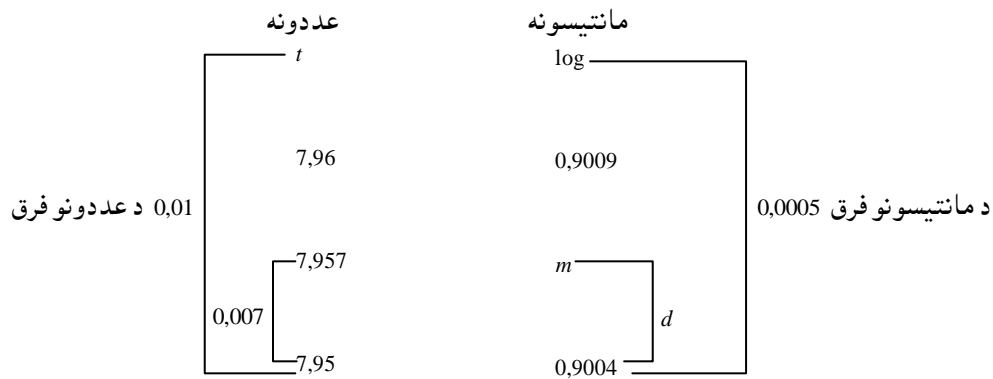 عددونه مانتیسونه
t log
7,96 0,9009
د عددونو فرق 0,01 0,0005 د مانتیسونو فرق
7,957 m
0,007 d
7,95 0,9004